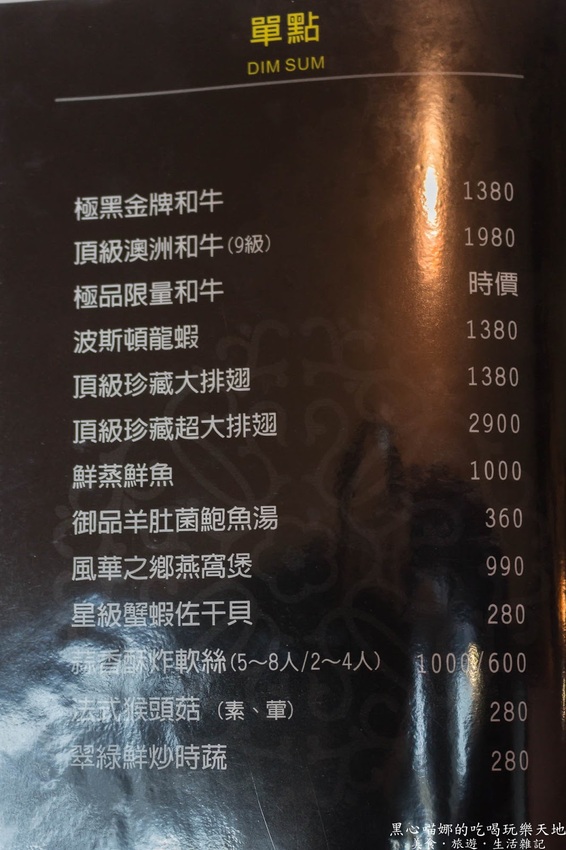 單點
DIM SUM
極黑金牌和牛 1380
頂級澳洲和牛(9級) 1980
極品限量和牛 時價
波斯頓龍蝦 1380
頂級珍藏大排翅 1380
頂級珍藏超大排翅 2900
鮮蒸鮮魚 1000
御品羊肚菌鮑魚湯 360
風華之鄉燕窩煲 990
星級蟹蝦佐干貝 280
蒜香酥炸軟絲(5～8人/2～4人) 1000/600
法式猴頭菇 (素、葷) 280
翠綠鮮炒時蔬 280
黑心喵娜的吃喝玩樂天地
美食·旅遊·生活雜記